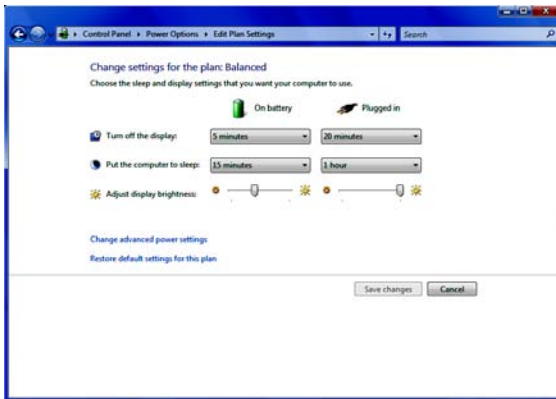 Control Panel ▸ Power Options ▸ Edit Plan Settings
Search
Change settings for the plan: Balanced
Choose the sleep and display settings that you want your computer to use.
On battery Plugged in
Turn off the display: 5 minutes 20 minutes
Put the computer to sleep: 15 minutes 1 hour
Adjust display brightness:
Change advanced power settings
Restore default settings for this plan
Save changes Cancel